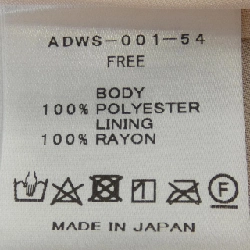 ADWS-001-54
FREE
BODY
100% POLYESTER
LINING
100% RAYON
F
MADE IN JAPAN